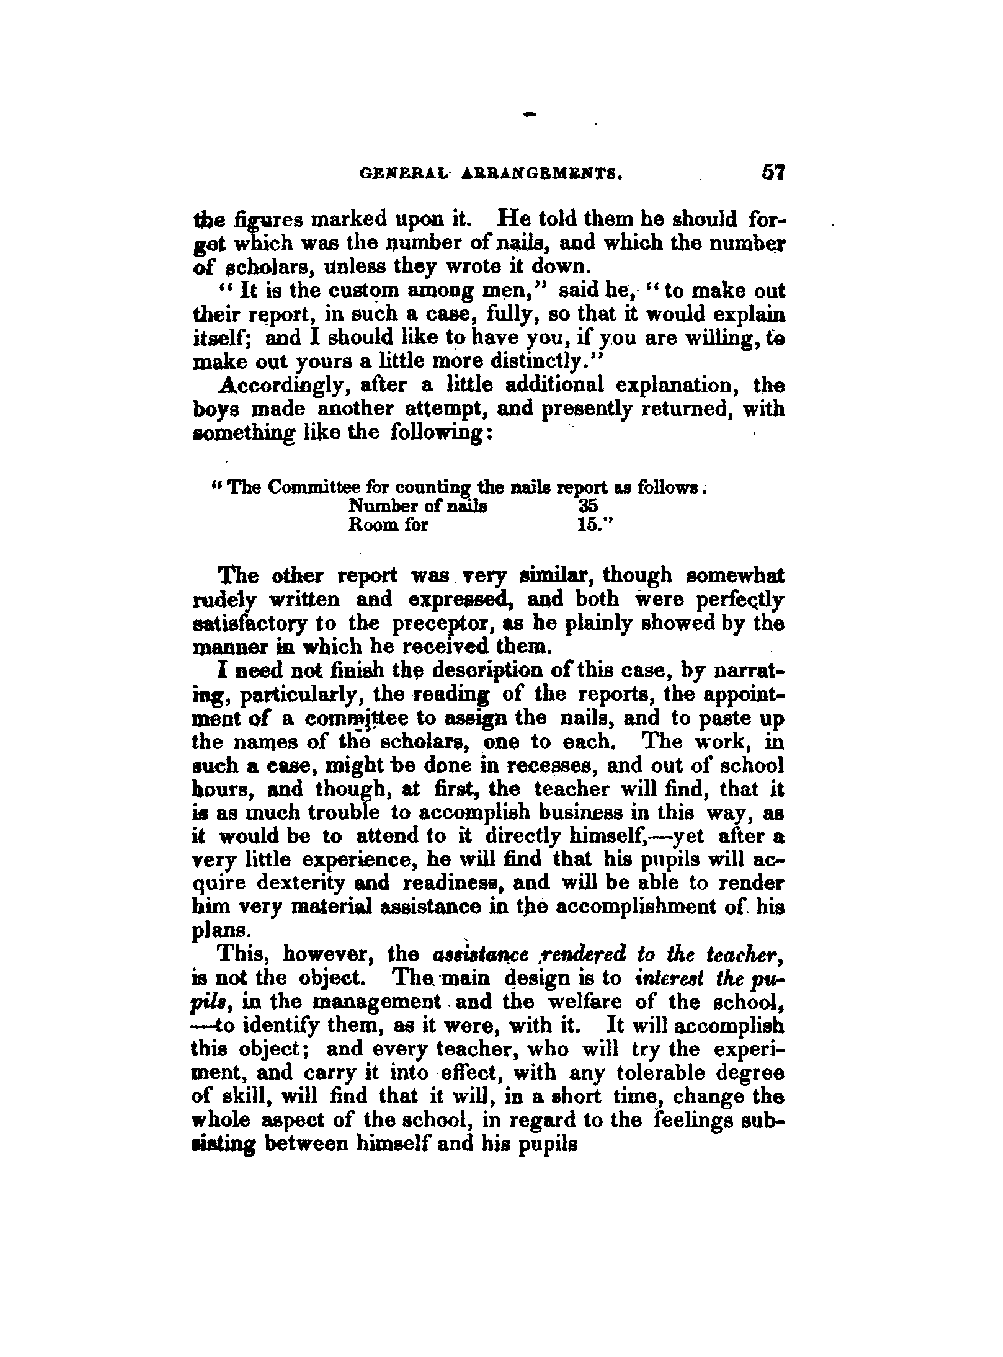 GENERAL ARRANGEMENTS. 57
the figures marked upon it. He told them he should for-
get which was the number of nails, and which the number
of scholars, unless they wrote it down.
“ It is the custom among men,” said he, “ to make out
their report, in such a case, fully, so that it would explain
itself; and I should like to have you, if you are willing, to
make out yours a little more distinctly.”
Accordingly, after a little additional explanation, the
boys made another attempt, and presently returned, with
something like the following:
“ The Committee for counting the nails report as follows.
Number of nails 35
Room for 15.”
The other report was very similar, though somewhat
rudely written and expressed, and both were perfectly
satisfactory to the preceptor, as he plainly showed by the
manner in which he received them.
I need not finish the description of this case, by narrat-
ing, particularly, the reading of the reports, the appoint-
ment of a committee to assign the nails, and to paste up
the names of the scholars, one to each. The work, in
such a case, might be done in recesses, and out of school
hours, and though, at first, the teacher will find, that it
is as much trouble to accomplish business in this way, as
it would be to attend to it directly himself,—yet after a
very little experience, he will find that his pupils will ac-
quire dexterity and readiness, and will be able to render
him very material assistance in the accomplishment of his
plans.
This, however, the assistance rendered to the teacher,
is not the object. The main design is to interest the pu-
pils, in the management and the welfare of the school,
—to identify them, as it were, with it. It will accomplish
this object; and every teacher, who will try the experi-
ment, and carry it into effect, with any tolerable degree
of skill, will find that it will, in a short time, change the
whole aspect of the school, in regard to the feelings sub-
sisting between himself and his pupils